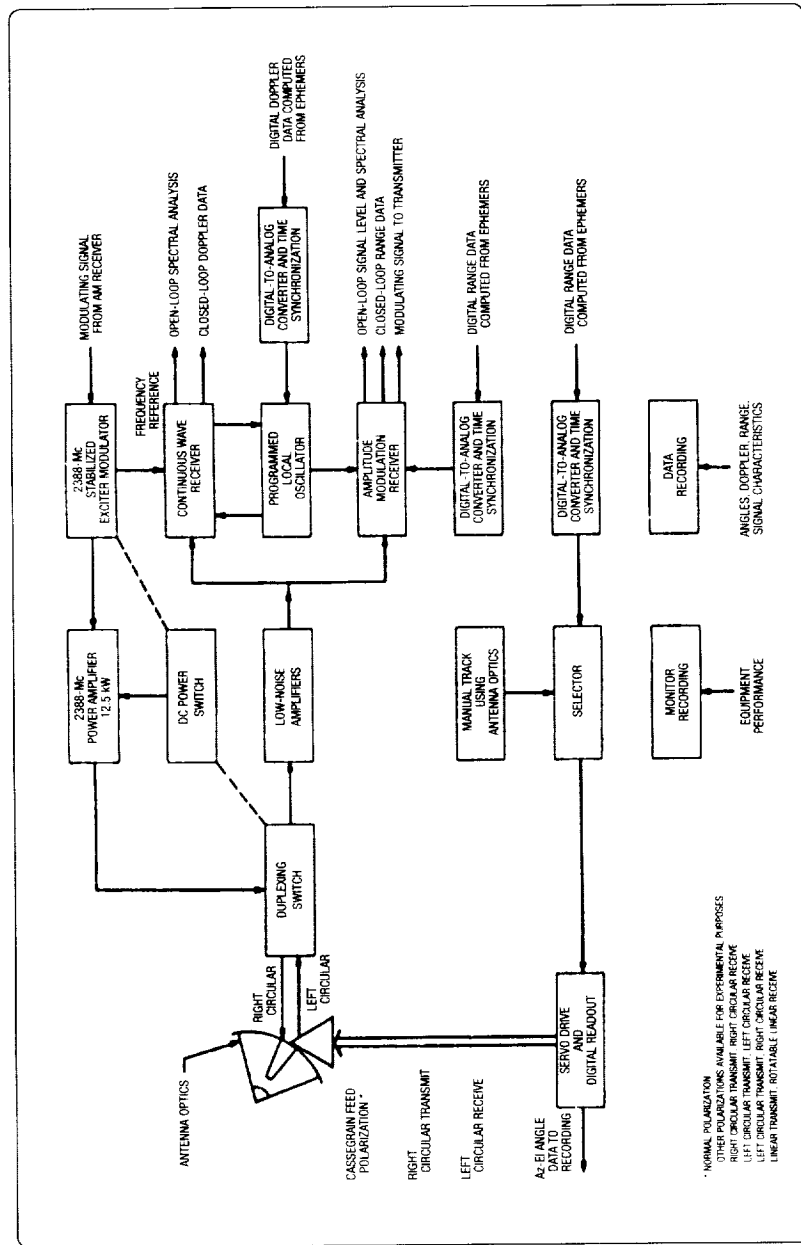 ANTENNA OPTICS
CASSEGRAIN FEED
POLARIZATION *
RIGHT
CIRCULAR TRANSMIT
LEFT
CIRCULAR RECEIVE
Az-El ANGLE
DATA TO
RECORDING
RIGHT
CIRCULAR
LEFT
CIRCULAR
DUPLEXING
SWITCH
SERVO DRIVE
AND
DIGITAL READOUT
2388-Mc
POWER AMPLIFIER
12.5 kW
DC POWER
SWITCH
LOW-NOISE
AMPLIFIERS
MANUAL TRACK
USING
ANTENNA OPTICS
SELECTOR
MONITOR
RECORDING
EQUIPMENT
PERFORMANCE
MODULATING SIGNAL
FROM AM RECEIVER
2388-Mc
STABILIZED
EXCITER MODULATOR
FREQUENCY
REFERENCE
CONTINUOUS WAVE
RECEIVER
OPEN-LOOP SPECTRAL ANALYSIS
CLOSED-LOOP DOPPLER DATA
PROGRAMMED
LOCAL
OSCILLATOR
DIGITAL-TO-ANALOG
CONVERTER AND TIME
SYNCHRONIZATION
DIGITAL DOPPLER
DATA COMPUTED
FROM EPHEMERS
AMPLITUDE
MODULATION
RECEIVER
OPEN-LOOP SIGNAL LEVEL AND SPECTRAL ANALYSIS
CLOSED-LOOP RANGE DATA
MODULATING SIGNAL TO TRANSMITTER
DIGITAL-TO-ANALOG
CONVERTER AND TIME
SYNCHRONIZATION
DIGITAL RANGE DATA
COMPUTED FROM EPHEMERS
DIGITAL-TO-ANALOG
CONVERTER AND TIME
SYNCHRONIZATION
DIGITAL RANGE DATA
COMPUTED FROM EPHEMERS
DATA
RECORDING
ANGLES, DOPPLER, RANGE,
SIGNAL CHARACTERISTICS
* NORMAL POLARIZATION
OTHER POLARIZATIONS AVAILABLE FOR EXPERIMENTAL PURPOSES
RIGHT CIRCULAR TRANSMIT, RIGHT CIRCULAR RECEIVE
LEFT CIRCULAR TRANSMIT, LEFT CIRCULAR RECEIVE
LEFT CIRCULAR TRANSMIT, RIGHT CIRCULAR RECEIVE
LINEAR TRANSMIT, ROTATABLE LINEAR RECEIVE